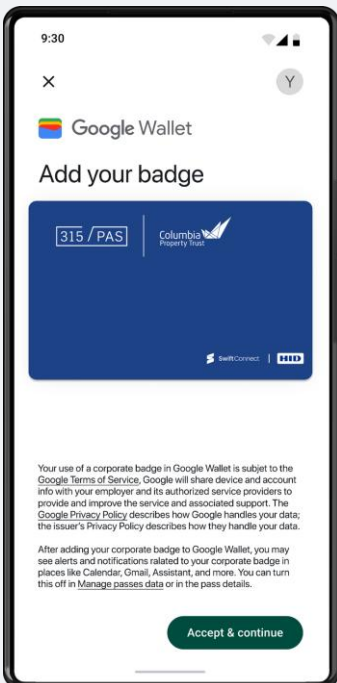 9:30
Y
Google Wallet
Add your badge
315/PAS
Columbia
Property Trust
SwiftConnect
HID
Your use of a corporate badge in Google Wallet is subjet to the
Google Terms of Service, Google will share device and account
info with your employer and its authorized service providers to
provide and improve the service and associated support. The
Google Privacy Policy describes how Google handles your data;
the issuer's Privacy Policy describes how they handle your data.
After adding your corporate badge to Google Wallet, you may
see alerts and notifications ralated to your corporate badge in
places like Calendar, Gmail, Assistant, and more. You can turn
this off in Manage passes data or in the pass details.
Accept & continue